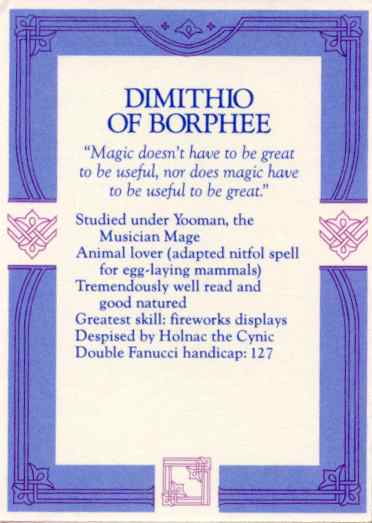 DIMITHIO
OF BORPHEE
“Magic doesn't have to be great
to be useful, nor does magic have
to be useful to be great.”
Studied under Yooman, the
Musician Mage
Animal lover (adapted nitfol spell
for egg-laying mammals)
Tremendously well read and
good natured
Greatest skill: fireworks displays
Despised by Holnac the Cynic
Double Fanucci handicap: 127